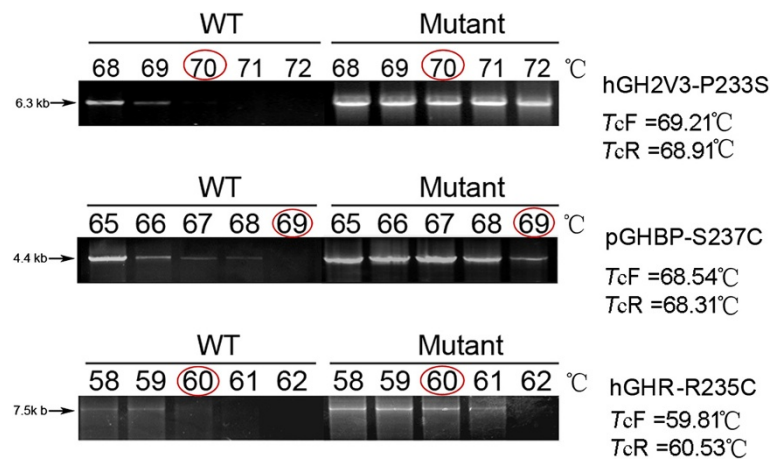 WT Mutant
68 69 70 71 72 68 69 70 71 72 ℃
6.3 kb
hGH2V3-P233S
TcF =69.21℃
TcR =68.91℃
WT Mutant
65 66 67 68 69 65 66 67 68 69 ℃
4.4 kb
pGHBP-S237C
TcF =68.54℃
TcR =68.31℃
WT Mutant
58 59 60 61 62 58 59 60 61 62 ℃
7.5k b
hGHR-R235C
TcF =59.81℃
TcR =60.53℃